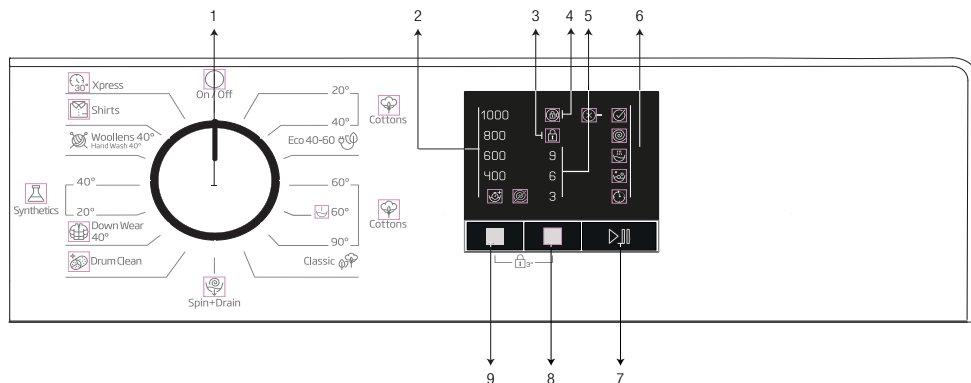 1 2 3 4 5 6
30' Xpress
On / Off
20°
Shirts
Cottons
40°
Woollens 40°
Hand Wash 40°
Eco 40-60
40°
60°
Synthetics
20°
60°
Cottons
Down Wear
40°
90°
Drum Clean
Classic
Spin+Drain
1000
800
600 9
400 6
3
3"
9 8 7